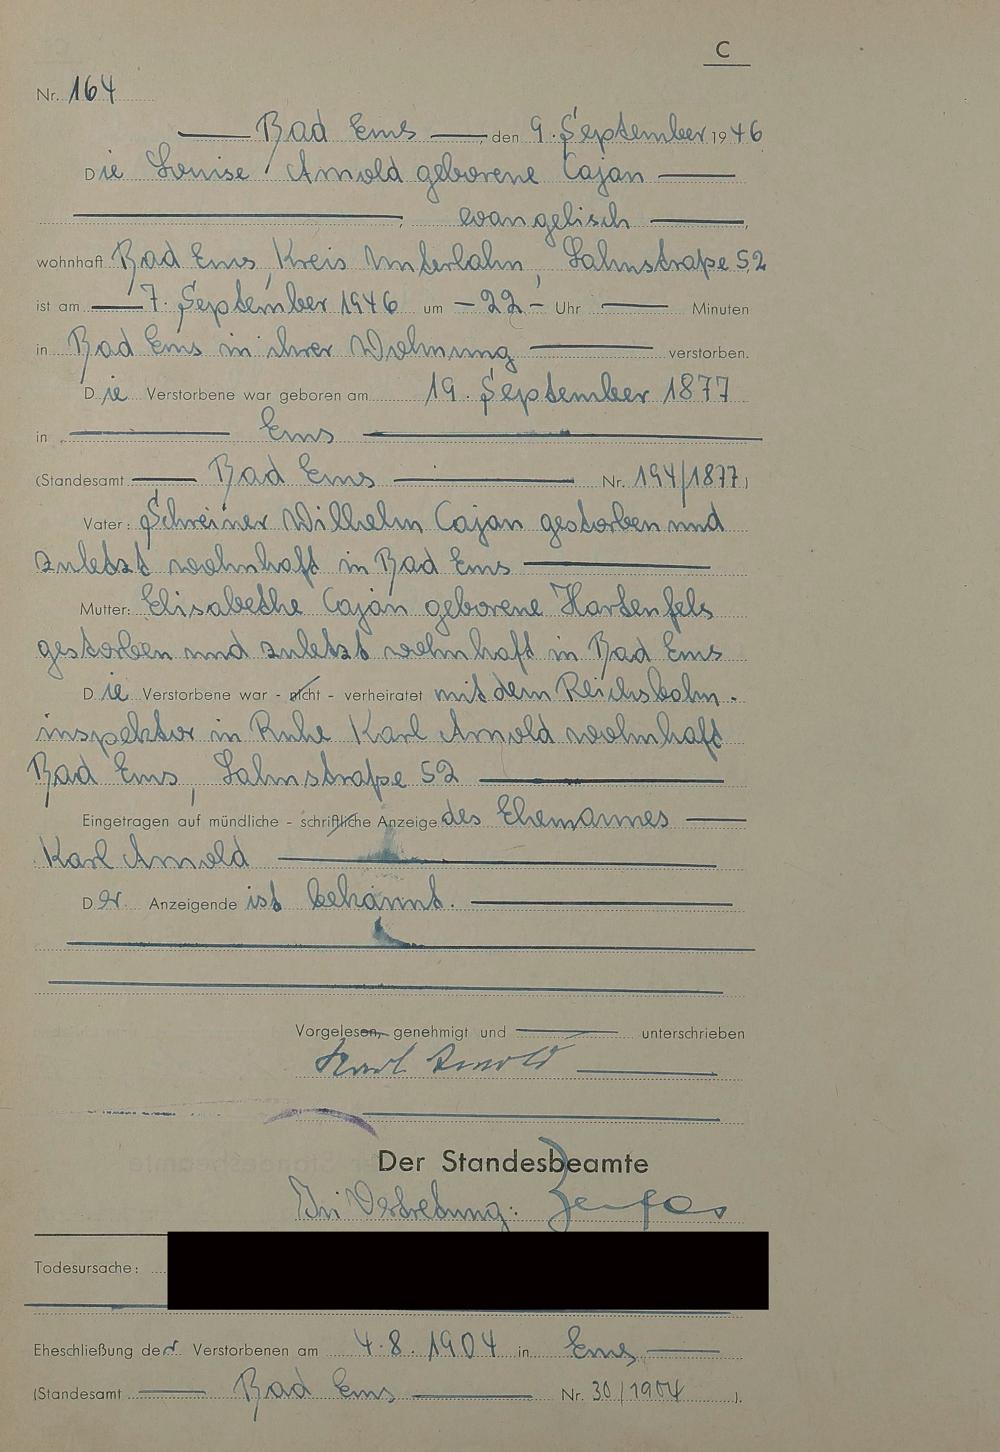 C
Nr. 164
Bad Ems, den 9. September 1946
Die Louise Arnold geborene Cajan
, evangelisch,
wohnhaft Bad Ems, Kreis Unterlahn, Lahnstraße 52
ist am 7. September 1946 um - 22 - Uhr Minuten
in Bad Ems in ihrer Wohnung verstorben.
Die Verstorbene war geboren am 19. September 1877
in Ems
(Standesamt Bad Ems Nr. 194/1877)
Vater: Schreiner Wilhelm Cajan gestorben und
zuletzt wohnhaft in Bad Ems
Mutter: Elisabethe Cajan geborene Hartenfels
gestorben und zuletzt wohnhaft in Bad Ems
Die Verstorbene war - nicht - verheiratet mit dem Reichsbahn-
inspektor in Ruhe Karl Arnold wohnhaft
Bad Ems, Lahnstraße 52
Eingetragen auf mündliche - schriftliche Anzeige des Ehemannes
Karl Arnold
Der Anzeigende ist bekannt.
Vorgelesen, genehmigt und unterschrieben
Karl Arnold
Der Standesbeamte
In Vertretung:
Todesursache:
Eheschließung der Verstorbenen am 4.8.1904 in Ems
(Standesamt Bad Ems Nr. 30/1904).